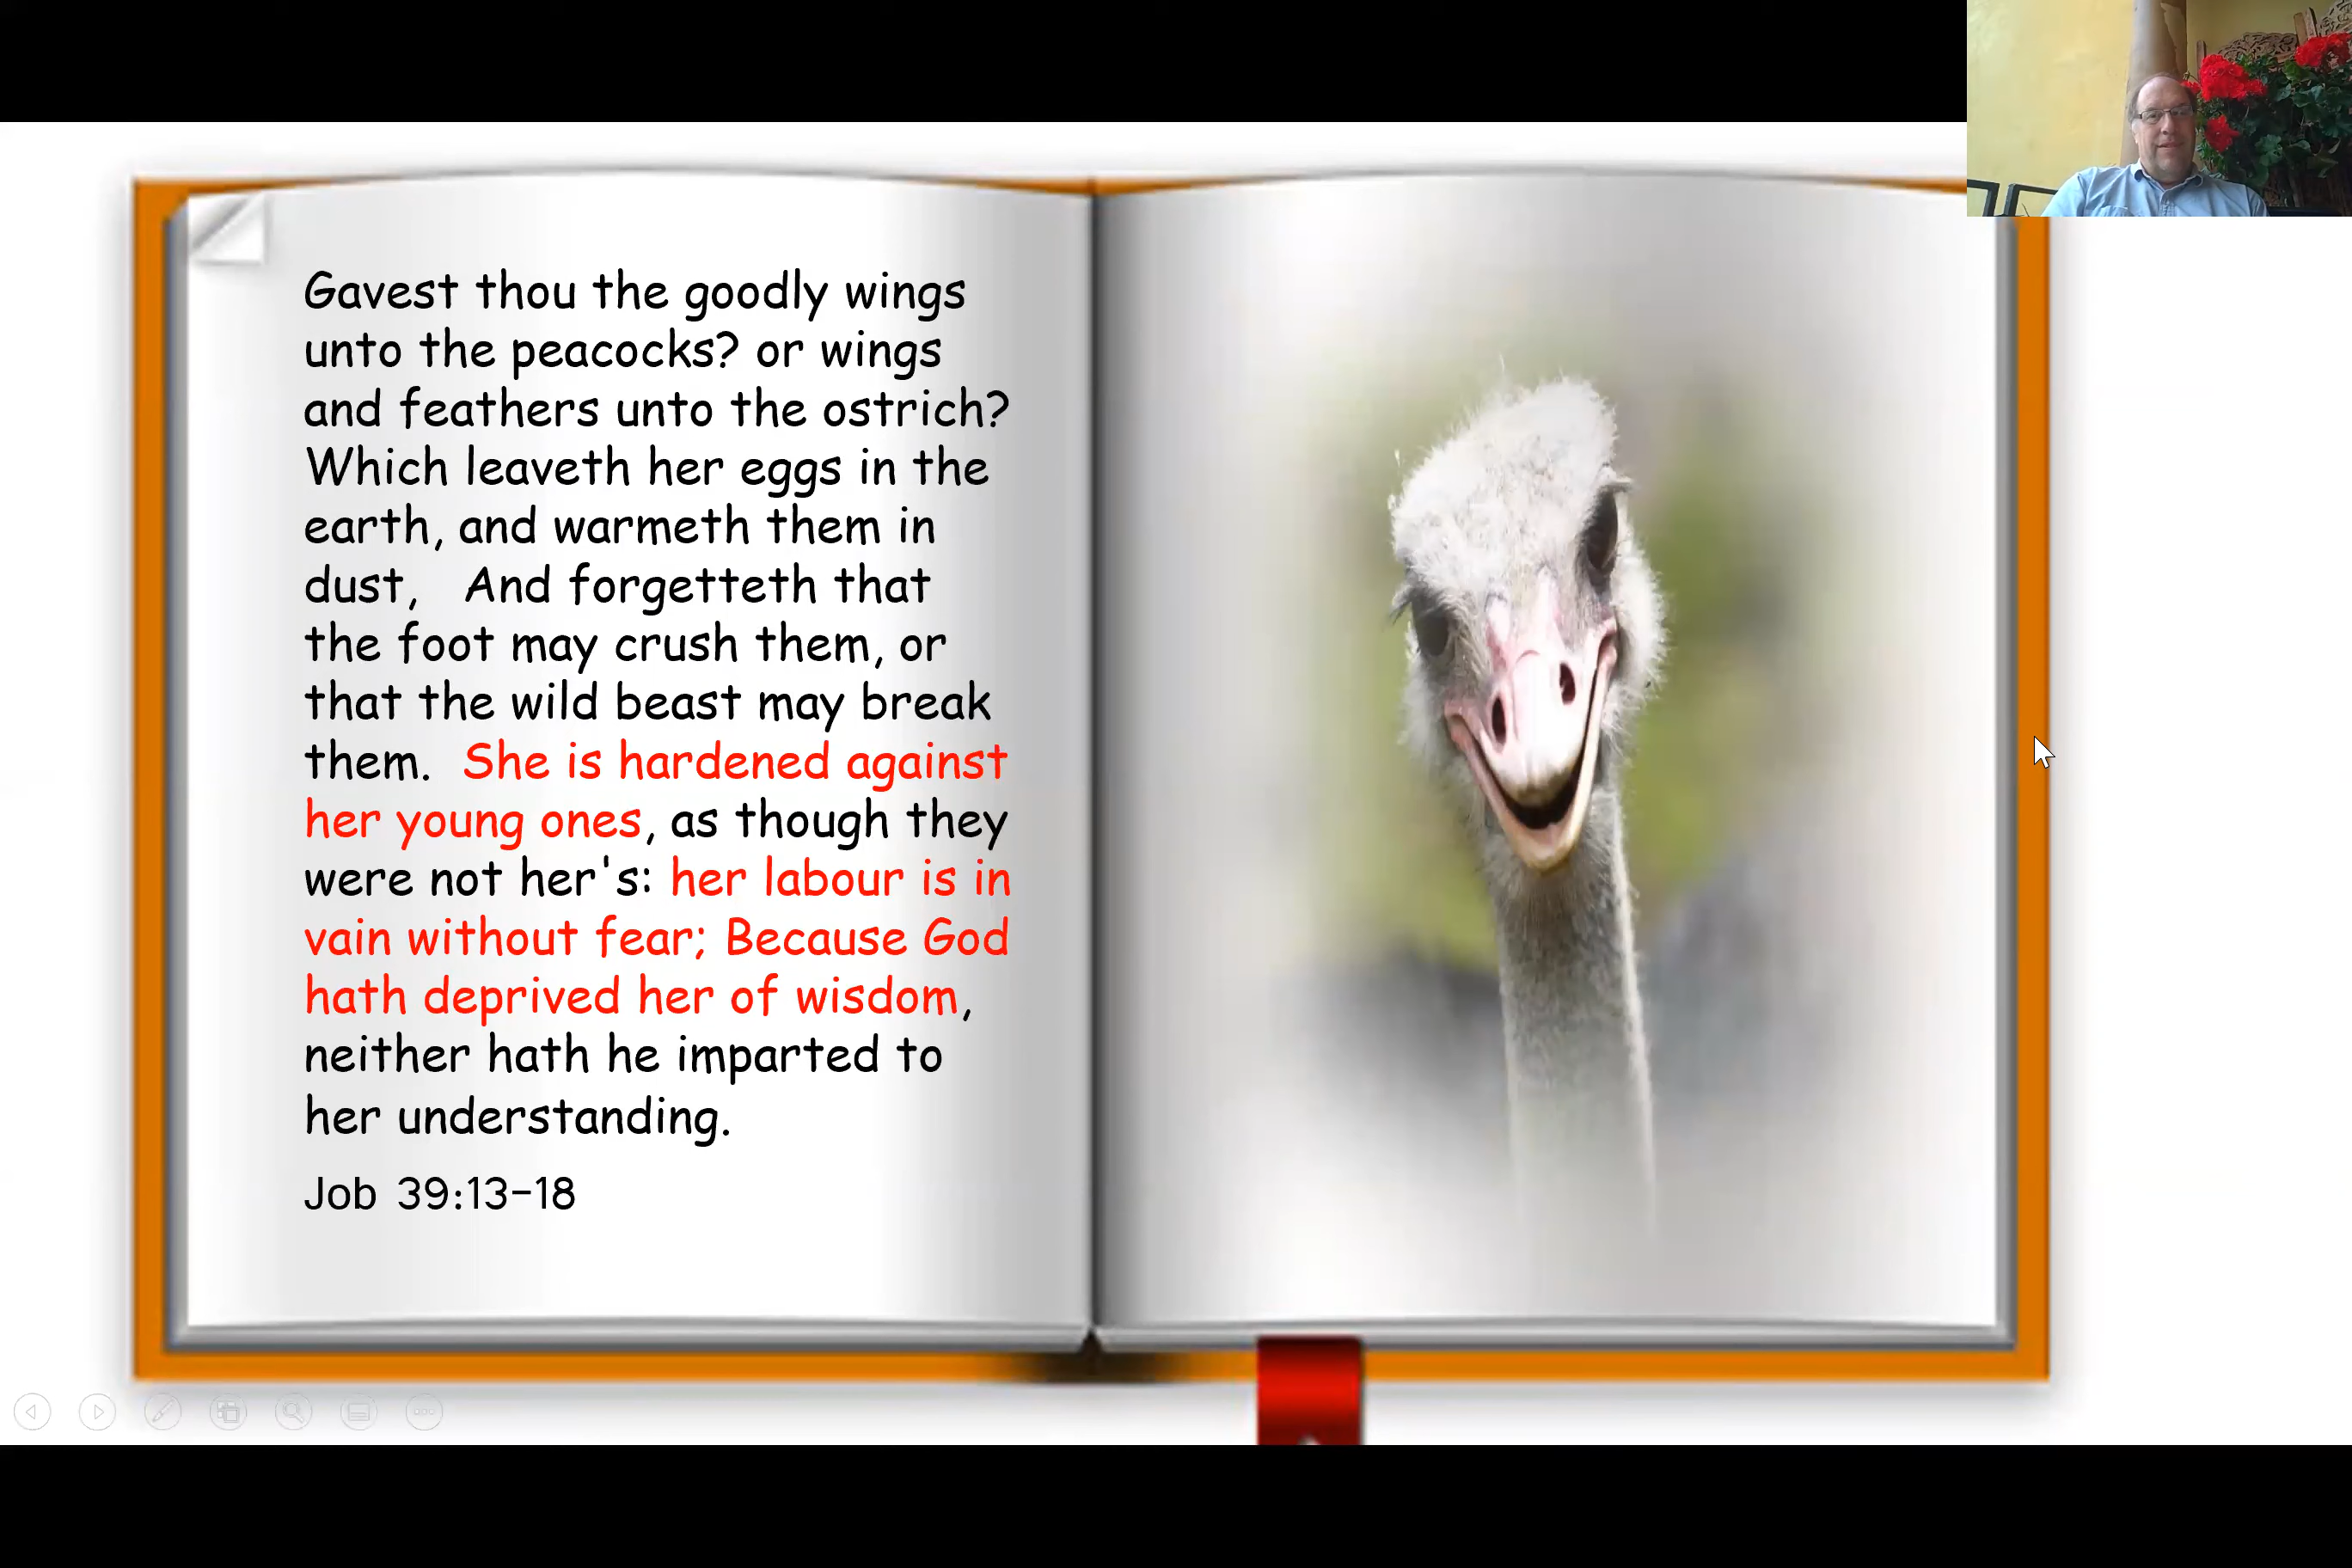 Gavest thou the goodly wings
unto the peacocks? or wings
and feathers unto the ostrich?
Which leaveth her eggs in the
earth, and warmeth them in
dust,   And forgetteth that
the foot may crush them, or
that the wild beast may break
them.  She is hardened against
her young ones, as though they
were not her's: her labour is in
vain without fear; Because God
hath deprived her of wisdom,
neither hath he imparted to
her understanding.
Job 39:13-18